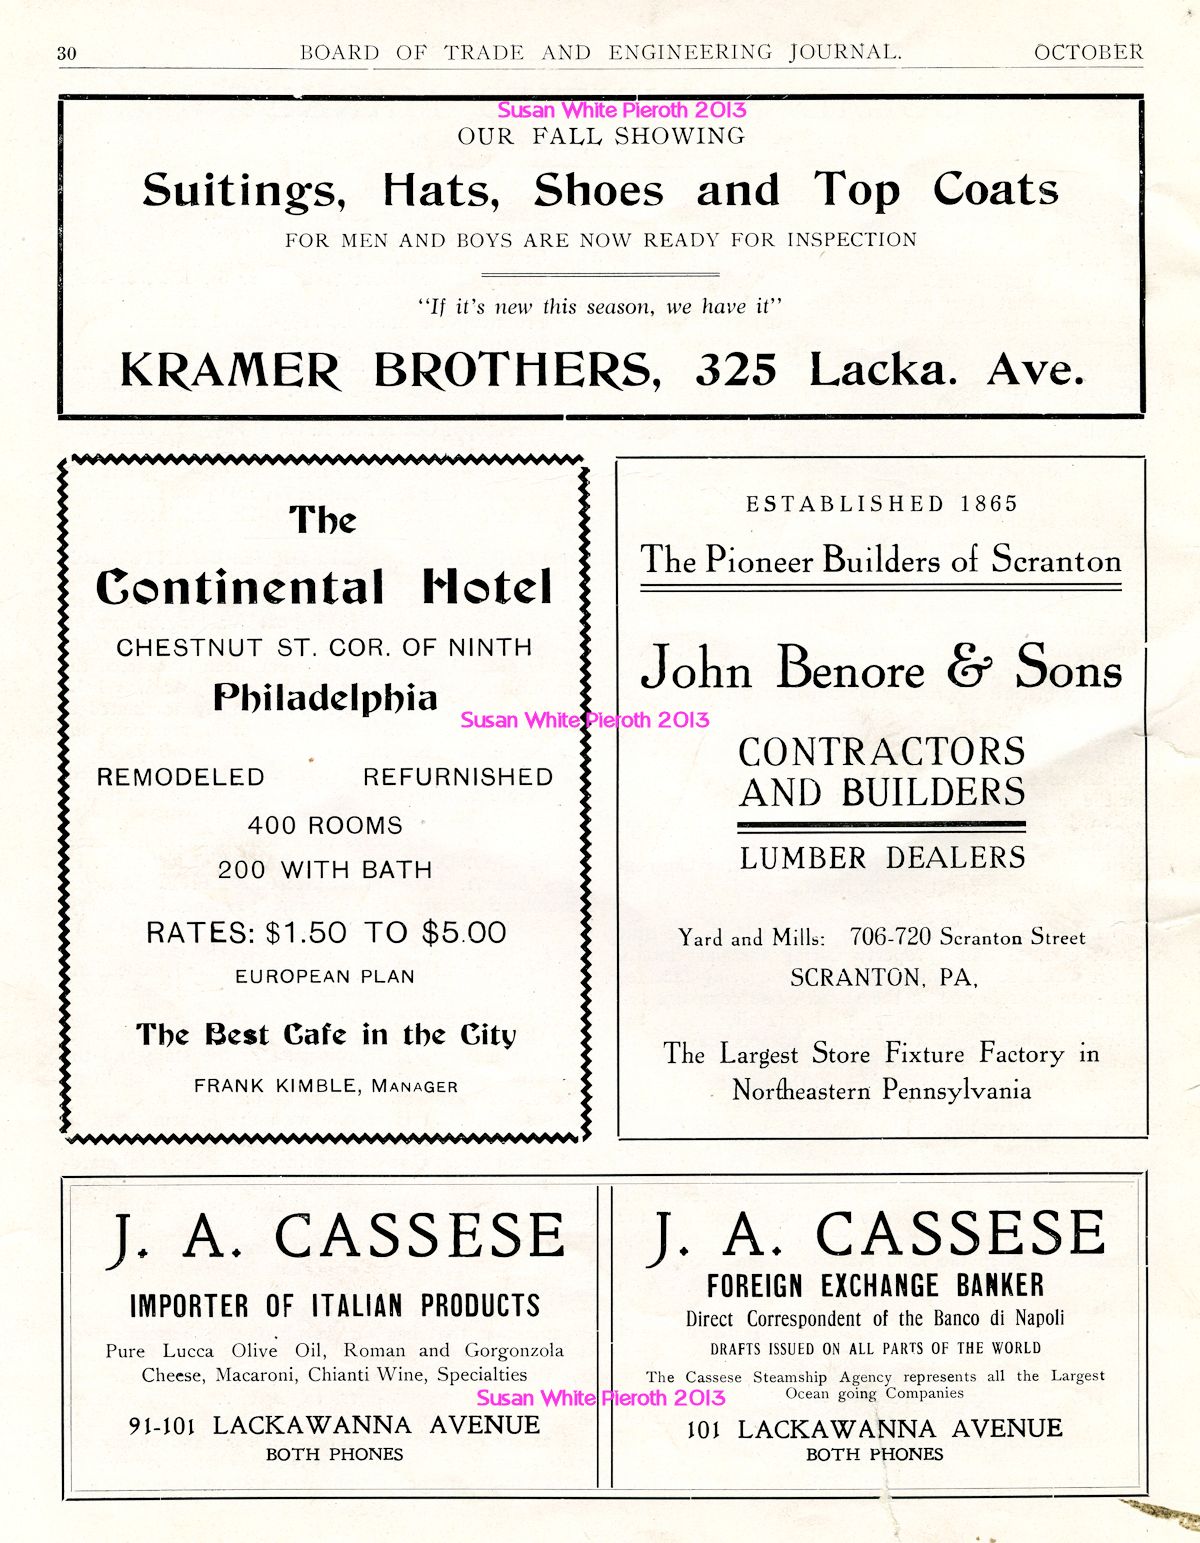 30 BOARD OF TRADE AND ENGINEERING JOURNAL. OCTOBER
Susan White Pieroth 2013
OUR FALL SHOWING
Suitings, Hats, Shoes and Top Coats
FOR MEN AND BOYS ARE NOW READY FOR INSPECTION
"If it's new this season, we have it"
KRAMER BROTHERS, 325 Lacka. Ave.
The
Continental Hotel
CHESTNUT ST. COR. OF NINTH
Philadelphia
Susan White Pieroth 2013
REMODELED REFURNISHED
400 ROOMS
200 WITH BATH
RATES: $1.50 TO $5.00
EUROPEAN PLAN
The Best Cafe in the City
FRANK KIMBLE, MANAGER
ESTABLISHED 1865
The Pioneer Builders of Scranton
John Benore & Sons
CONTRACTORS
AND BUILDERS
LUMBER DEALERS
Yard and Mills: 706-720 Scranton Street
SCRANTON, PA,
The Largest Store Fixture Factory in
Northeastern Pennsylvania
J. A. CASSESE
IMPORTER OF ITALIAN PRODUCTS
Pure Lucca Olive Oil, Roman and Gorgonzola
Cheese, Macaroni, Chianti Wine, Specialties
Susan White Pieroth 2013
91-101 LACKAWANNA AVENUE
BOTH PHONES
J. A. CASSESE
FOREIGN EXCHANGE BANKER
Direct Correspondent of the Banco di Napoli
DRAFTS ISSUED ON ALL PARTS OF THE WORLD
The Cassese Steamship Agency represents all the Largest
Ocean going Companies
101 LACKAWANNA AVENUE
BOTH PHONES